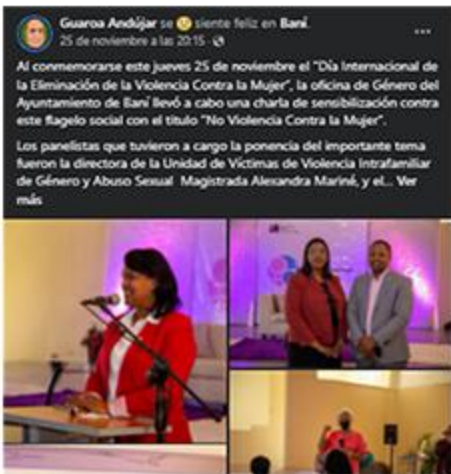 Guaroa Andújar se siente feliz en Baní.
25 de noviembre a las 20:15
Al conmemorarse este jueves 25 de noviembre el "Día Internacional de
la Eliminación de la Violencia Contra la Mujer", la oficina de Género del
Ayuntamiento de Baní llevó a cabo una charla de sensibilización contra
este flagelo social con el titulo "No Violencia Contra la Mujer".
Los panelistas que tuvieron a cargo la ponencia del importante tema
fueron la directora de la Unidad de Víctimas de Violencia Intrafamiliar
de Género y Abuso Sexual Magistrada Alexandra Mariné, y el... Ver
más